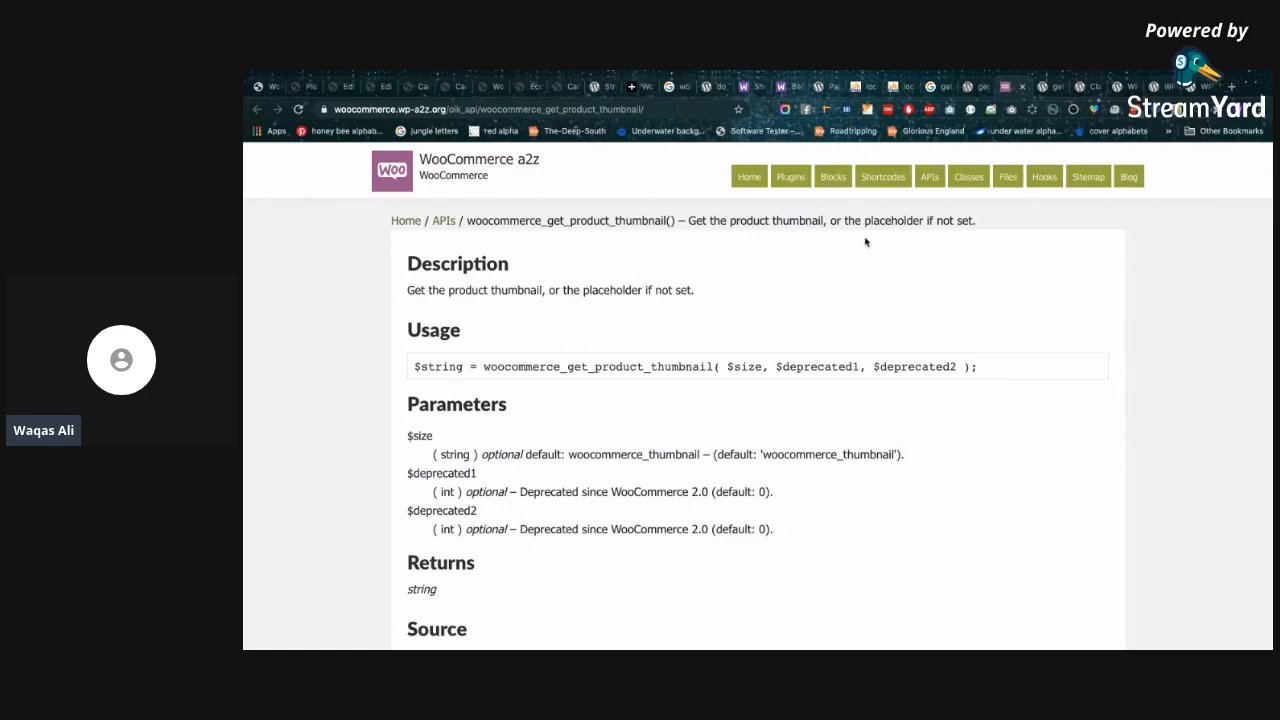 Powered by
StreamYard
woocommerce.wp-a2z.org/oik_api/woocommerce_get_product_thumbnail/
Apps honey bee alphab... jungle letters red alpha The-Deep-South Underwater backg... Software Tester –... Roadtripping Glorious England under water alpha... cover alphabets » Other Bookmarks
Woo
WooCommerce a2z
WooCommerce
Home Plugins Blocks Shortcodes APIs Classes Files Hooks Sitemap Blog
Home / APIs / woocommerce_get_product_thumbnail() – Get the product thumbnail, or the placeholder if not set.
Description
Get the product thumbnail, or the placeholder if not set.
Usage
$string = woocommerce_get_product_thumbnail( $size, $deprecated1, $deprecated2 );
Parameters
$size
( string ) optional default: woocommerce_thumbnail – (default: 'woocommerce_thumbnail').
$deprecated1
( int ) optional – Deprecated since WooCommerce 2.0 (default: 0).
$deprecated2
( int ) optional – Deprecated since WooCommerce 2.0 (default: 0).
Returns
string
Source
Waqas Ali